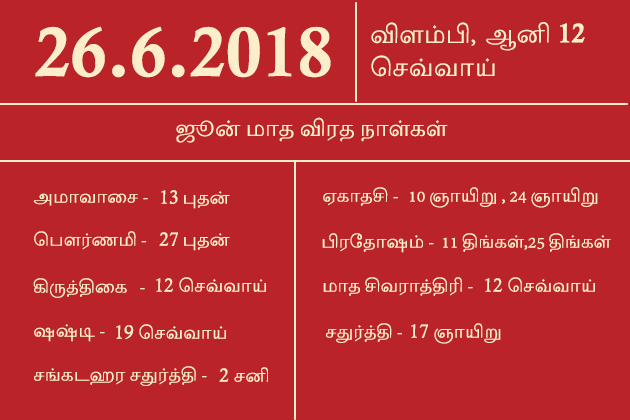 26.6.2018
விளம்பி, ஆனி 12
செவ்வாய்
ஜூன் மாத விரத நாள்கள்
அமாவாசை - 13 புதன்
பௌர்ணமி - 27 புதன்
கிருத்திகை - 12 செவ்வாய்
ஷஷ்டி - 19 செவ்வாய்
சங்கடஹர சதுர்த்தி - 2 சனி
ஏகாதசி - 10 ஞாயிறு , 24 ஞாயிறு
பிரதோஷம் - 11 திங்கள்,25 திங்கள்
மாத சிவராத்திரி - 12 செவ்வாய்
சதுர்த்தி - 17 ஞாயிறு